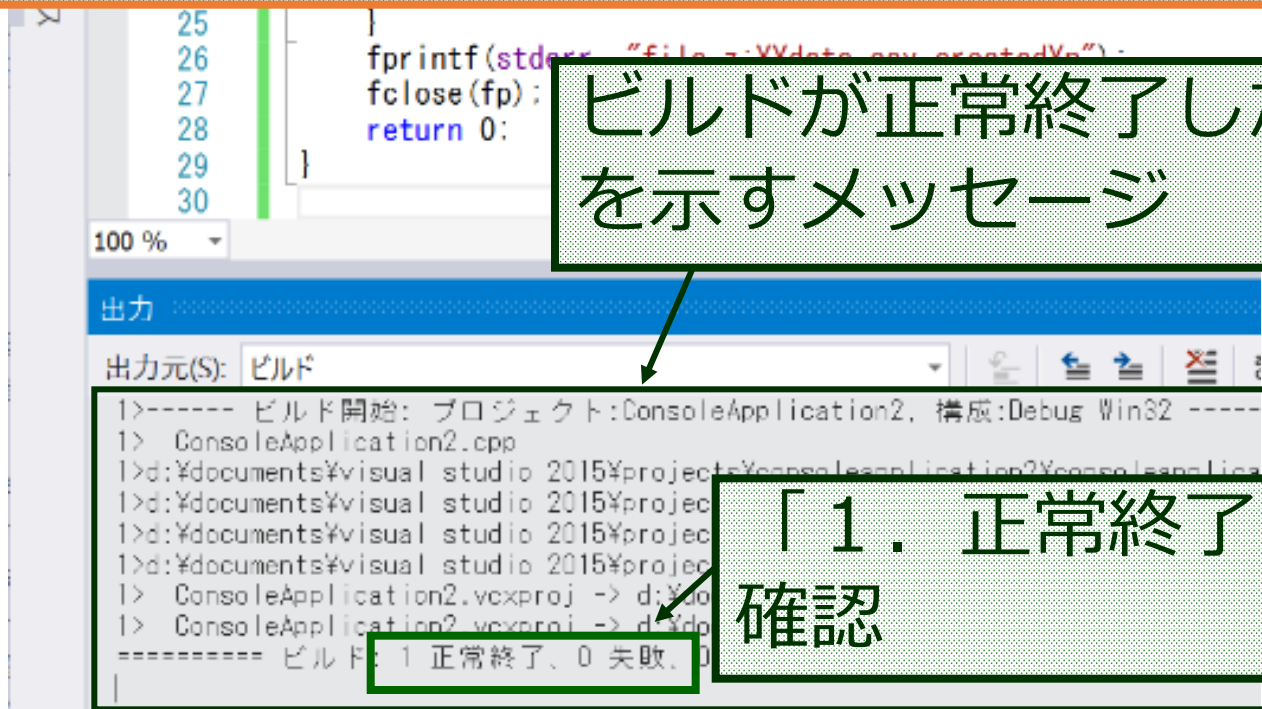 25 }
26 fprintf(stderr, "file z:¥¥data.csv created¥n");
27 fclose(fp);
28 return 0;
29 }
30
ビルドが正常終了した
を示すメッセージ
100 %
出力
出力元(S): ビルド
1>------ ビルド開始: プロジェクト:ConsoleApplication2, 構成:Debug Win32 -----
1> ConsoleApplication2.cpp
1>d:¥documents¥visual studio 2015¥projects¥consoleapplication2¥consoleapplica
1>d:¥documents¥visual studio 2015¥projec
1>d:¥documents¥visual studio 2015¥projec
1>d:¥documents¥visual studio 2015¥projec
1> ConsoleApplication2.vcxproj -> d:¥do
1> ConsoleApplication2.vcxproj -> d:¥do
========== ビルド: 1 正常終了、0 失敗、0
「１．正常終了
確認